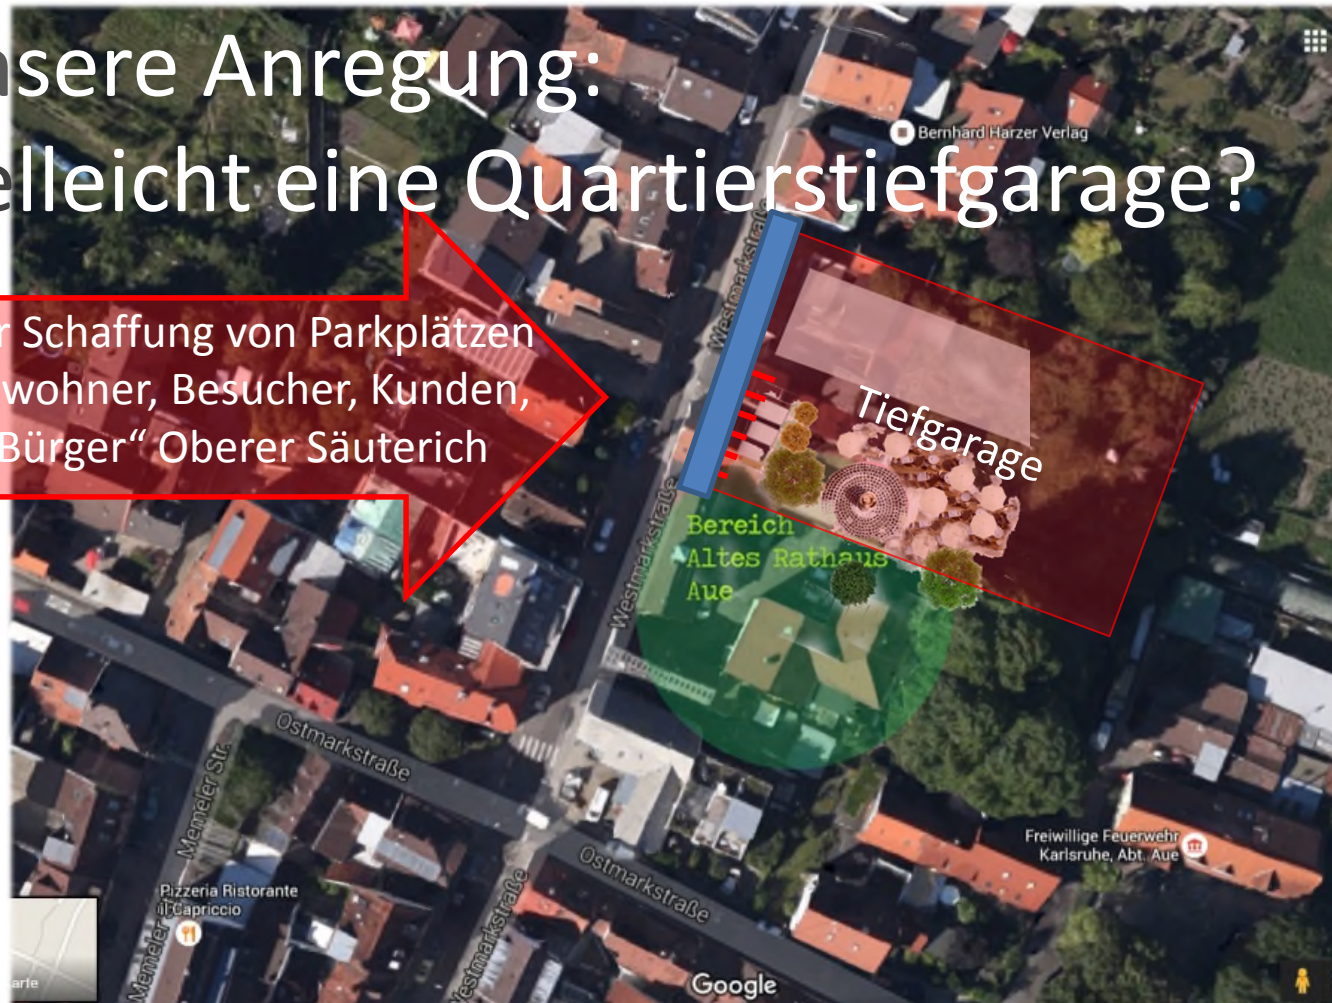 nsere Anregung:
elleicht eine Quartierstiefgarage?
Bernhard Harzer Verlag
Westmarkstraße
r Schaffung von Parkplätzen
wohner, Besucher, Kunden,
Bürger“ Oberer Säuterich
Tiefgarage
Bereich
Altes Rathaus
Aue
Westmarkstraße
Ostmarkstraße
Memeler Str.
Freiwillige Feuerwehr
Karlsruhe, Abt. Aue
Ostmarkstraße
Pizzeria Ristorante
il Capriccio
Memeler
estmarkstraße
arte
Google